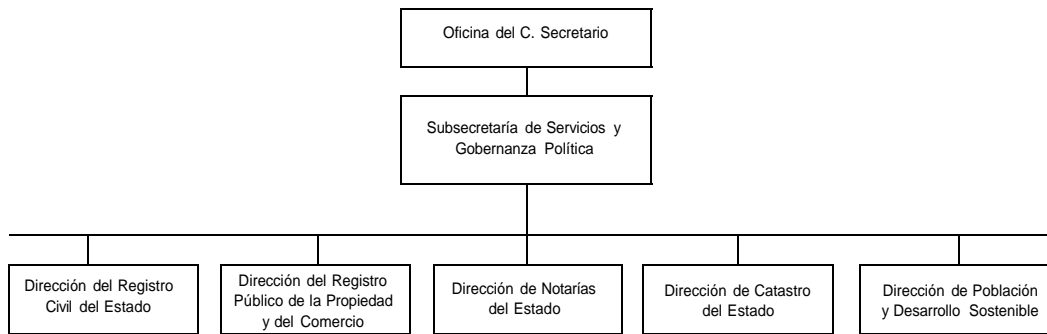 Oficina del C. Secretario
Subsecretaría de Servicios y
Gobernanza Política
Dirección del Registro
Civil del Estado
Dirección del Registro
Público de la Propiedad
y del Comercio
Dirección de Notarías
del Estado
Dirección de Catastro
del Estado
Dirección de Población
y Desarrollo Sostenible